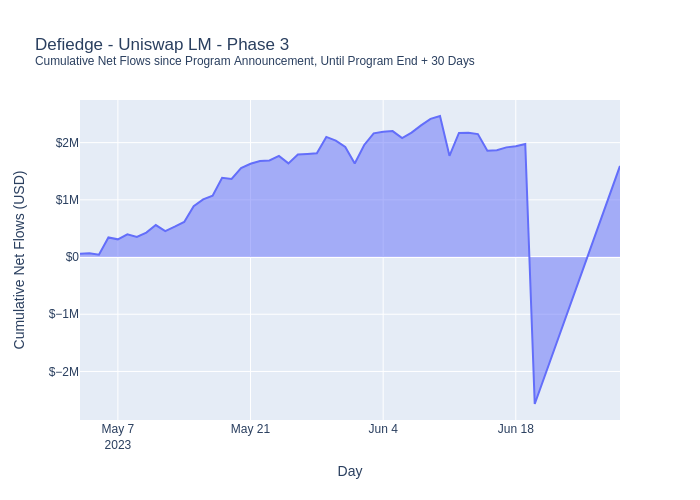 Defiedge - Uniswap LM - Phase 3
Cumulative Net Flows since Program Announcement, Until Program End + 30 Days
Cumulative Net Flows (USD)
$2M
$1M
$0
$−1M
$−2M
May 7
2023
May 21
Jun 4
Jun 18
Day